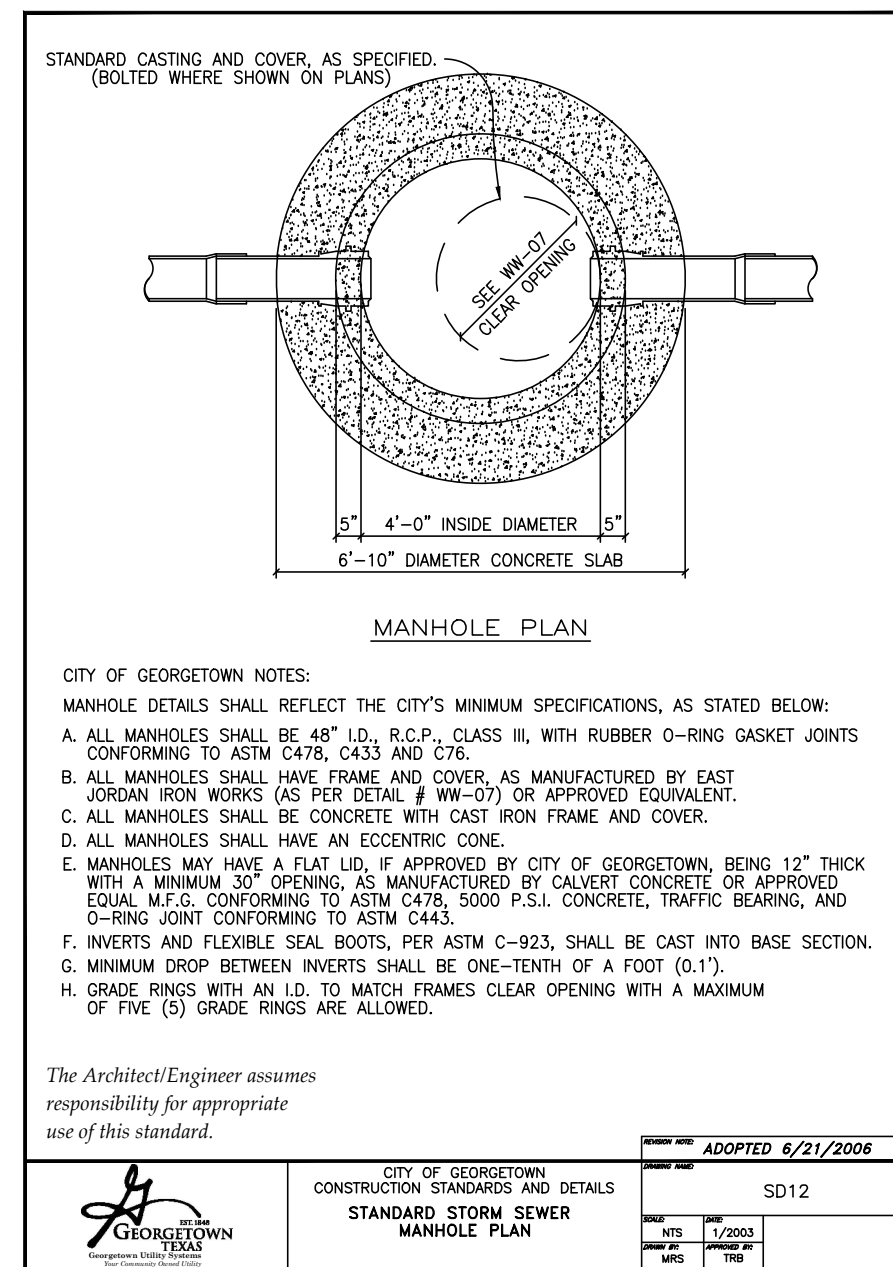 STANDARD CASTING AND COVER, AS SPECIFIED.
(BOLTED WHERE SHOWN ON PLANS)
SEE WW-07
CLEAR OPENING
5" 4'-0" INSIDE DIAMETER 5"
6'-10" DIAMETER CONCRETE SLAB
MANHOLE PLAN
CITY OF GEORGETOWN NOTES:
MANHOLE DETAILS SHALL REFLECT THE CITY'S MINIMUM SPECIFICATIONS, AS STATED BELOW:
A. ALL MANHOLES SHALL BE 48" I.D., R.C.P., CLASS III, WITH RUBBER O-RING GASKET JOINTS
CONFORMING TO ASTM C478, C433 AND C76.
B. ALL MANHOLES SHALL HAVE FRAME AND COVER, AS MANUFACTURED BY EAST
JORDAN IRON WORKS (AS PER DETAIL # WW-07) OR APPROVED EQUIVALENT.
C. ALL MANHOLES SHALL BE CONCRETE WITH CAST IRON FRAME AND COVER.
D. ALL MANHOLES SHALL HAVE AN ECCENTRIC CONE.
E. MANHOLES MAY HAVE A FLAT LID, IF APPROVED BY CITY OF GEORGETOWN, BEING 12" THICK
WITH A MINIMUM 30" OPENING, AS MANUFACTURED BY CALVERT CONCRETE OR APPROVED
EQUAL M.F.G. CONFORMING TO ASTM C478, 5000 P.S.I. CONCRETE, TRAFFIC BEARING, AND
O-RING JOINT CONFORMING TO ASTM C443.
F. INVERTS AND FLEXIBLE SEAL BOOTS, PER ASTM C-923, SHALL BE CAST INTO BASE SECTION.
G. MINIMUM DROP BETWEEN INVERTS SHALL BE ONE-TENTH OF A FOOT (0.1').
H. GRADE RINGS WITH AN I.D. TO MATCH FRAMES CLEAR OPENING WITH A MAXIMUM
OF FIVE (5) GRADE RINGS ARE ALLOWED.
The Architect/Engineer assumes
responsibility for appropriate
use of this standard.
REVISION NOTE: ADOPTED 6/21/2006
EST. 1848
GEORGETOWN
TEXAS
Georgetown Utility Systems
Your Community Owned Utility
CITY OF GEORGETOWN
CONSTRUCTION STANDARDS AND DETAILS
STANDARD STORM SEWER
MANHOLE PLAN
DRAWING NAME:
SD12
SCALE: DATE:
NTS 1/2003
DRAWN BY: APPROVED BY:
MRS TRB